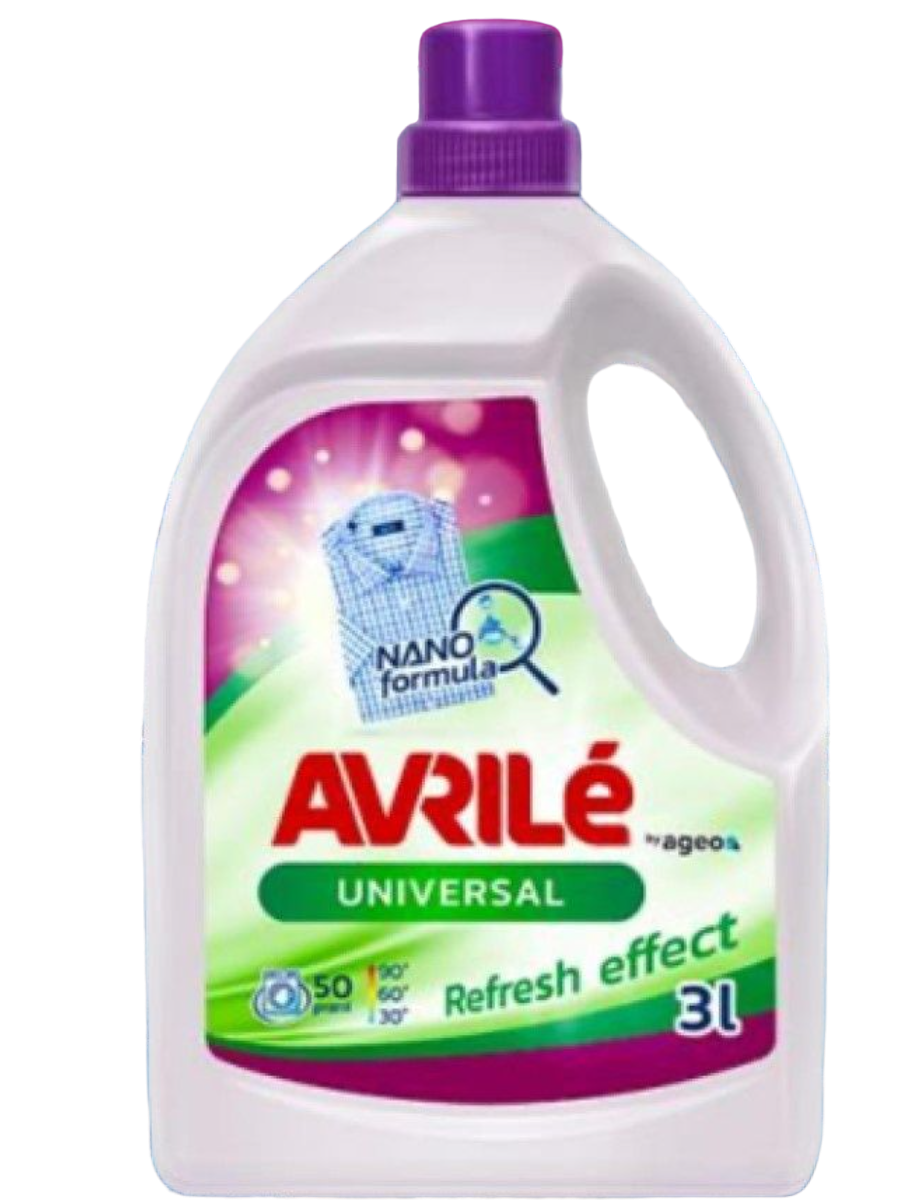 NANO
formula
AVRILé
by ageo
UNIVERSAL
Refresh effect
50
90°
60°
30°
3l